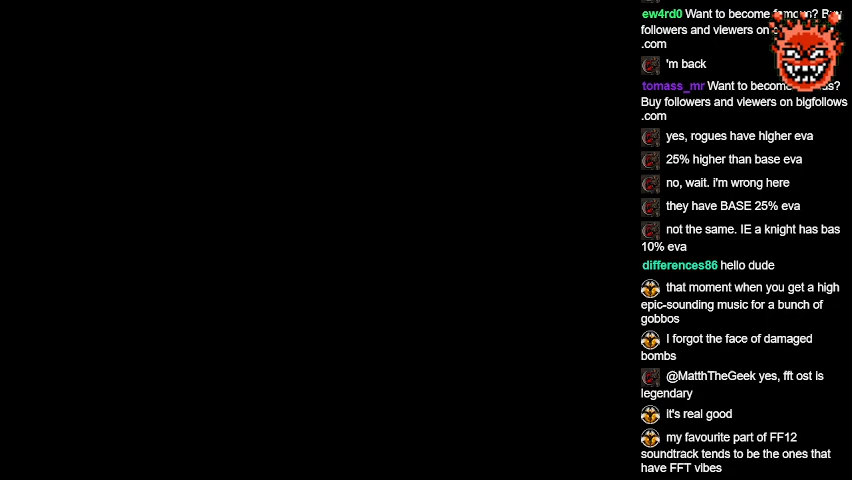 ew4rd0 Want to become famous? Buy
followers and viewers on
.com
'm back
tomass_mr Want to become
Buy followers and viewers on bigfollows
.com
yes, rogues have higher eva
25% higher than base eva
no, wait. i'm wrong here
they have BASE 25% eva
not the same. IE a knight has bas
10% eva
differences86 hello dude
that moment when you get a high
epic-sounding music for a bunch of
gobbos
I forgot the face of damaged
bombs
@MatthTheGeek yes, fft ost is
legendary
it's real good
my favourite part of FF12
soundtrack tends to be the ones that
have FFT vibes